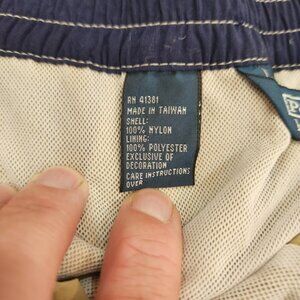 RN 41381
MADE IN TAIWAN
SHELL:
100% NYLON
LINING:
100% POLYESTER
EXCLUSIVE OF
DECORATION
CARE INSTRUCTIONS
OVER